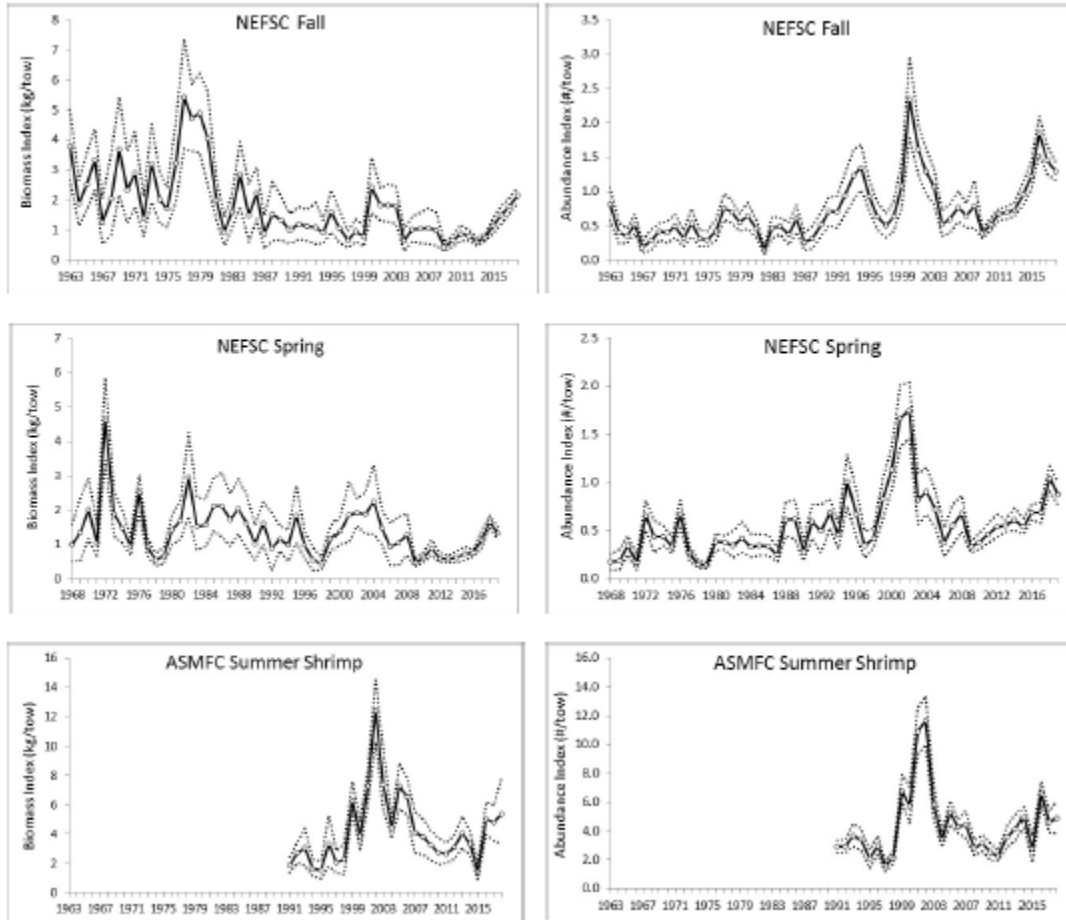 NEFSC Fall
Biomass Index (kg/tow)
8
7
6
5
4
3
2
1
0
1963 1967 1971 1975 1979 1983 1987 1991 1995 1999 2003 2007 2011 2015
NEFSC Fall
Abundance Index (#/tow)
3.5
3.0
2.5
2.0
1.5
1.0
0.5
0.0
1963 1967 1971 1975 1979 1983 1987 1991 1995 1999 2003 2007 2011 2015
NEFSC Spring
Biomass Index (kg/tow)
7
6
5
4
3
2
1
0
1968 1972 1976 1980 1984 1988 1992 1996 2000 2004 2008 2012 2016
NEFSC Spring
Abundance Index (#/tow)
2.5
2.0
1.5
1.0
0.5
0.0
1968 1972 1976 1980 1984 1988 1992 1996 2000 2004 2008 2012 2016
ASMFC Summer Shrimp
Biomass Index (kg/tow)
16
14
12
10
8
6
4
2
0
1963 1967 1971 1975 1979 1983 1987 1991 1995 1999 2003 2007 2011 2015
ASMFC Summer Shrimp
Abundance Index (#/tow)
16.0
14.0
12.0
10.0
8.0
6.0
4.0
2.0
0.0
1963 1967 1971 1975 1979 1983 1987 1991 1995 1999 2003 2007 2011 2015